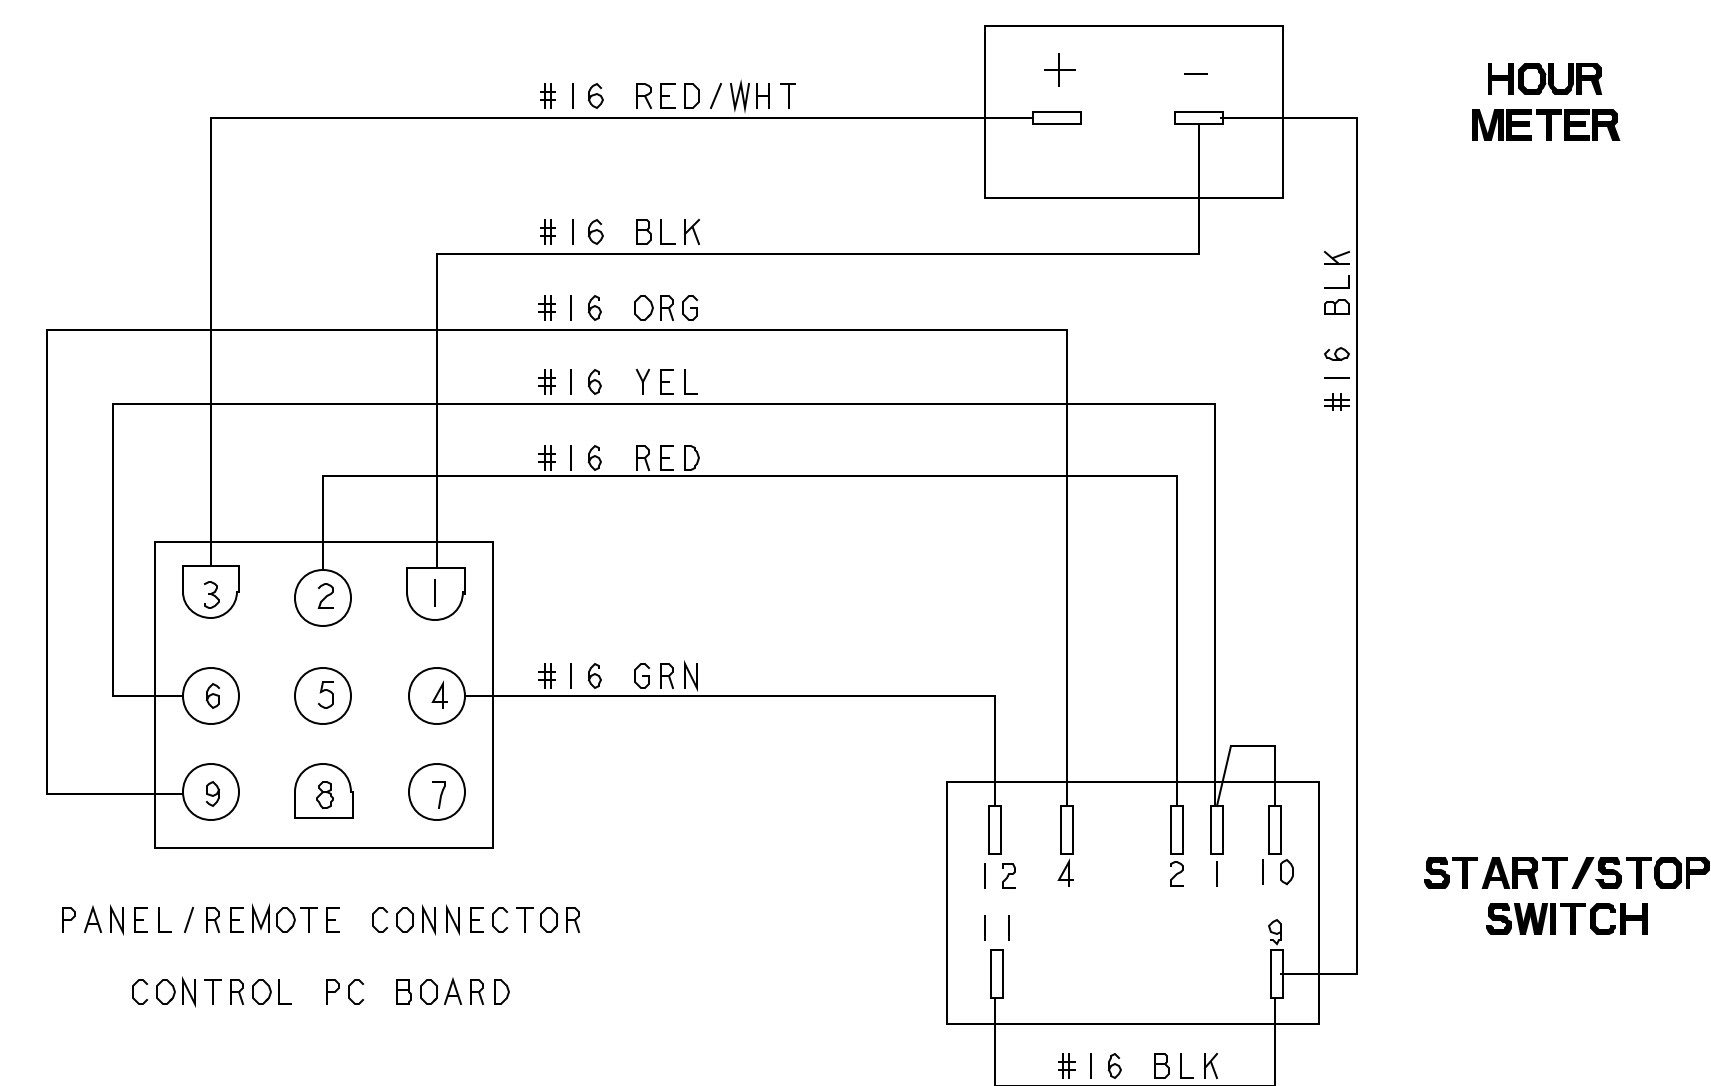 + −
HOUR
METER
#16 RED/WHT
#16 BLK
#16 BLK
#16 ORG
#16 YEL
#16 RED
3 2 1
#16 GRN
6 5 4
9 8 7
12 4 2 1 10
11 9
START/STOP
SWITCH
PANEL/REMOTE CONNECTOR
CONTROL PC BOARD
#16 BLK